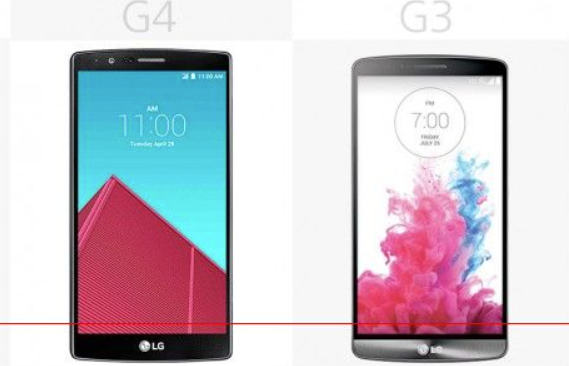 G4
G3
11:00 AM
AM
11:00
Tuesday April 28
PM
7:00
FRIDAY
JULY 25
LG
LG